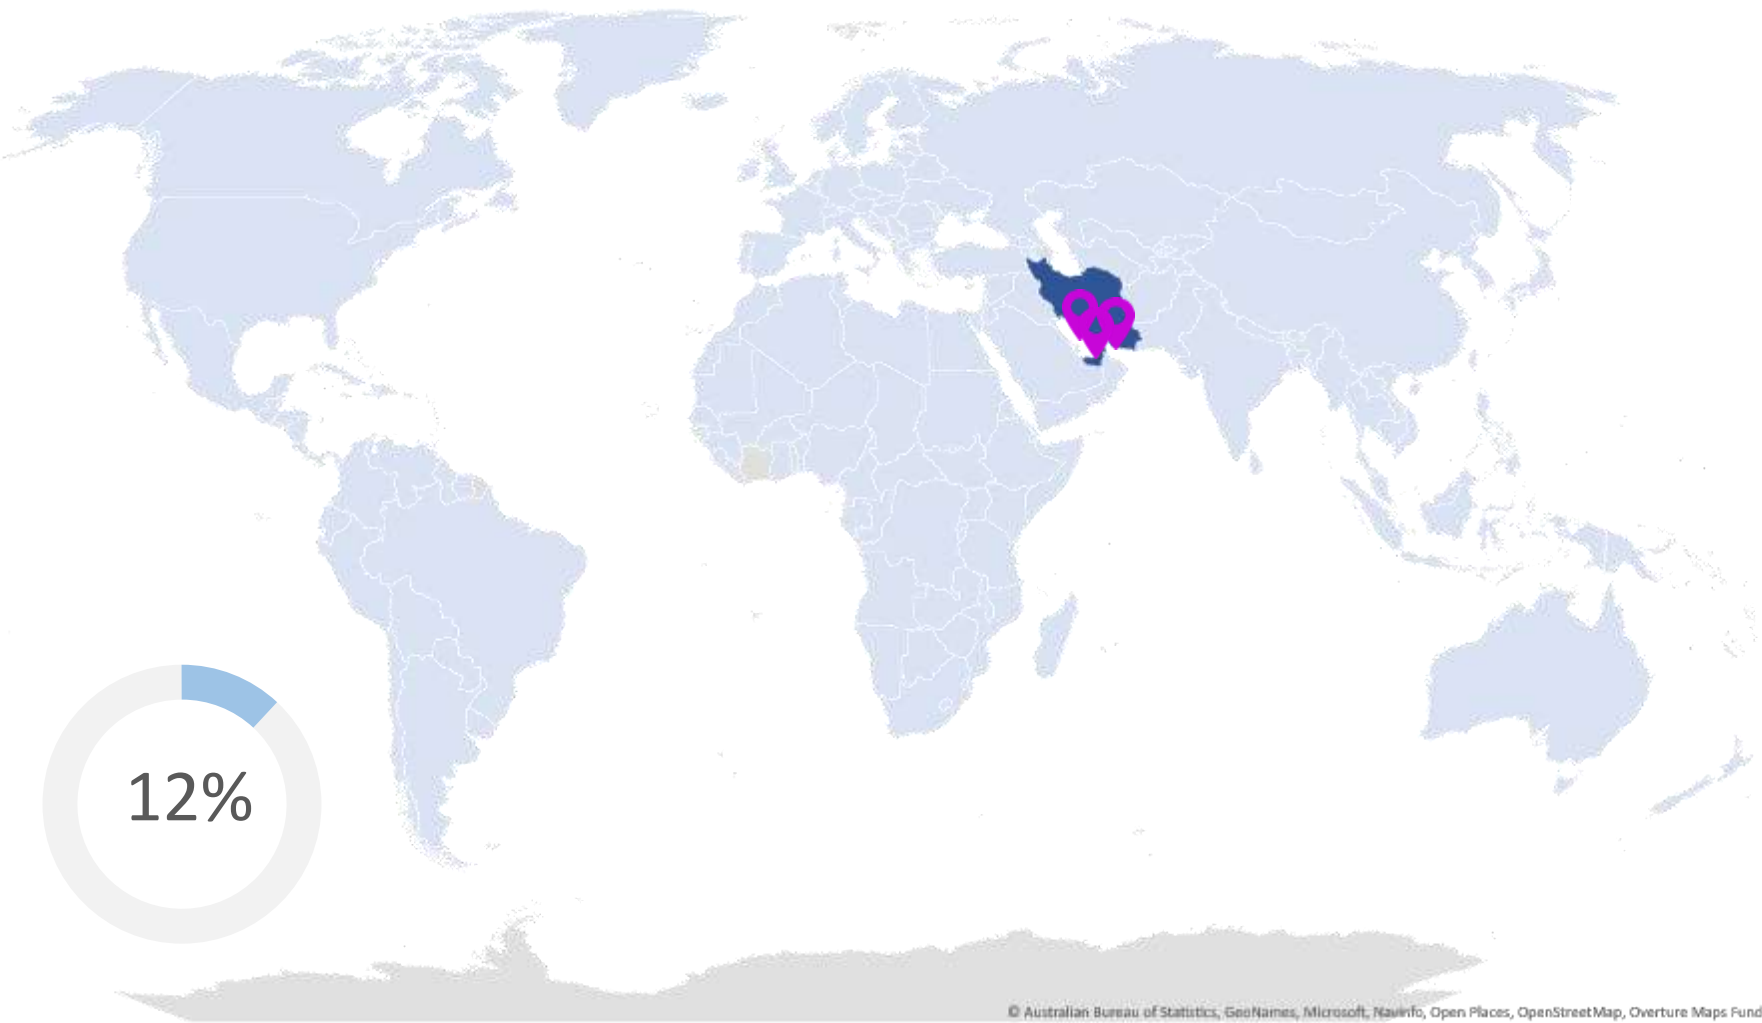 12%
© Australian Bureau of Statistics, GeoNames, Microsoft, Navinfo, Open Places, OpenStreetMap, Overture Maps Fund